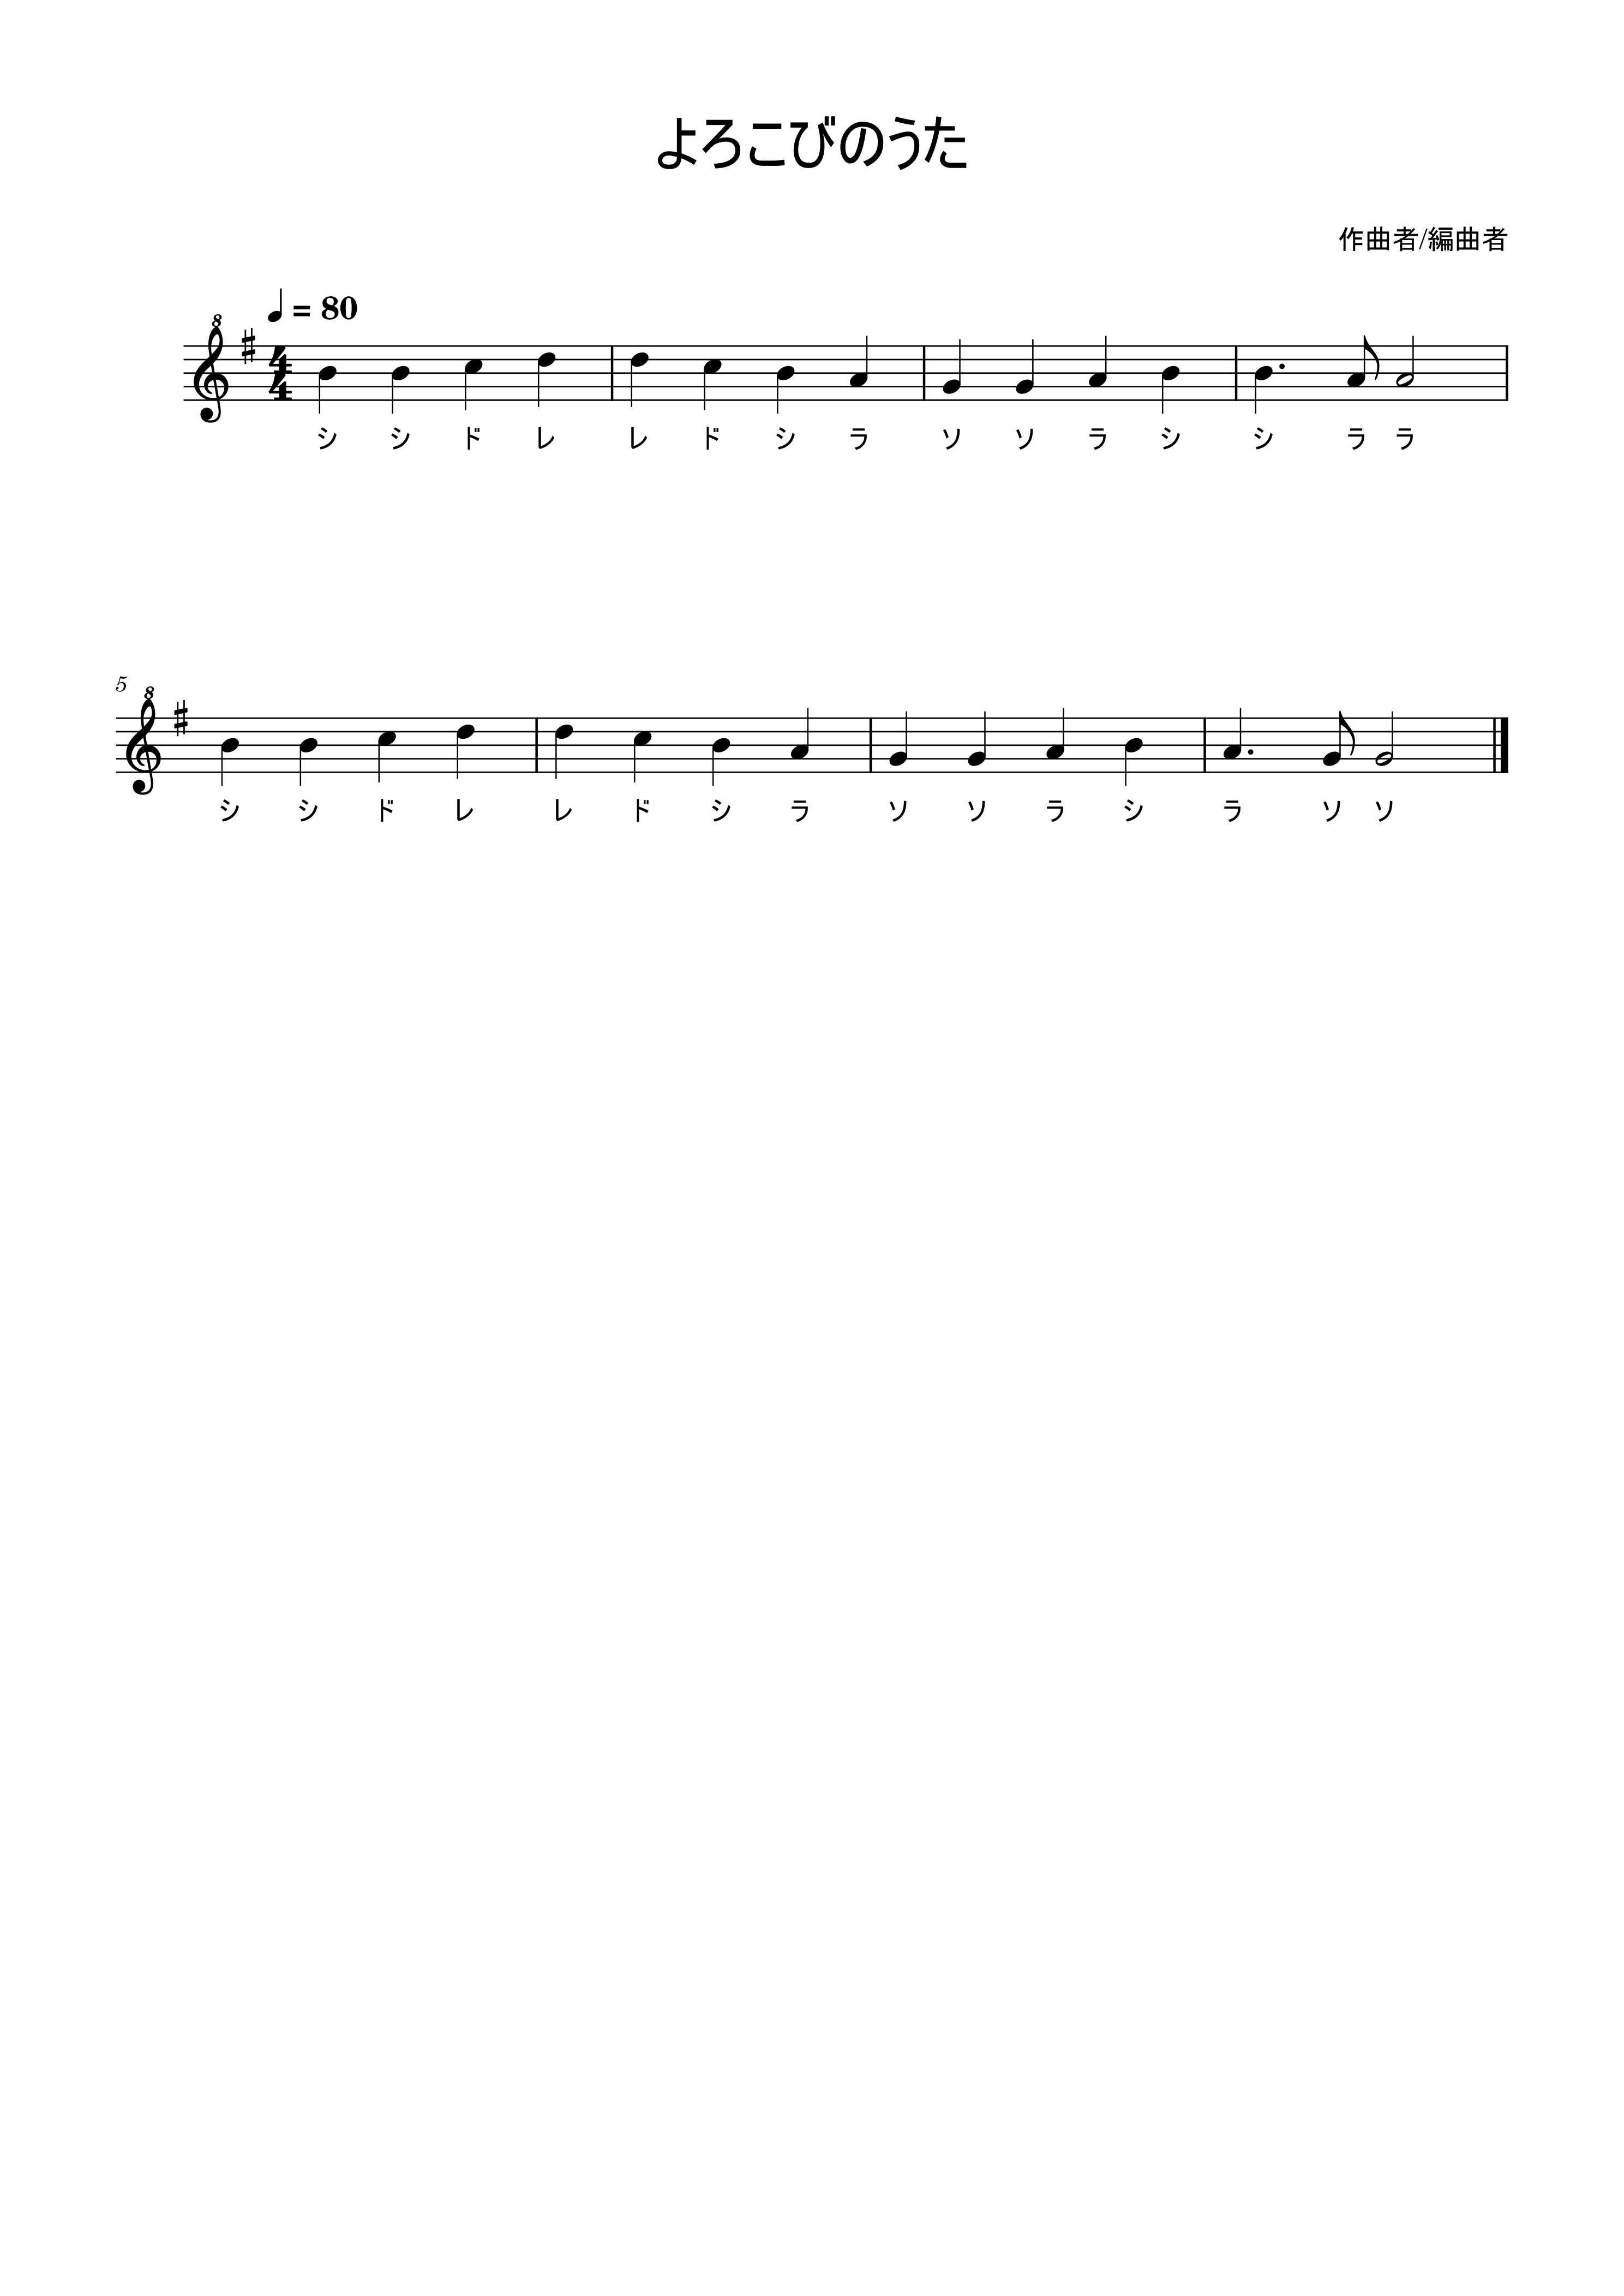 よろこびのうた
作曲者/編曲者
= 80
8
4
4
シ シ ド レ レ ド シ ラ ソ ソ ラ シ シ ラ ラ
5
8
シ シ ド レ レ ド シ ラ ソ ソ ラ シ ラ ソ ソ